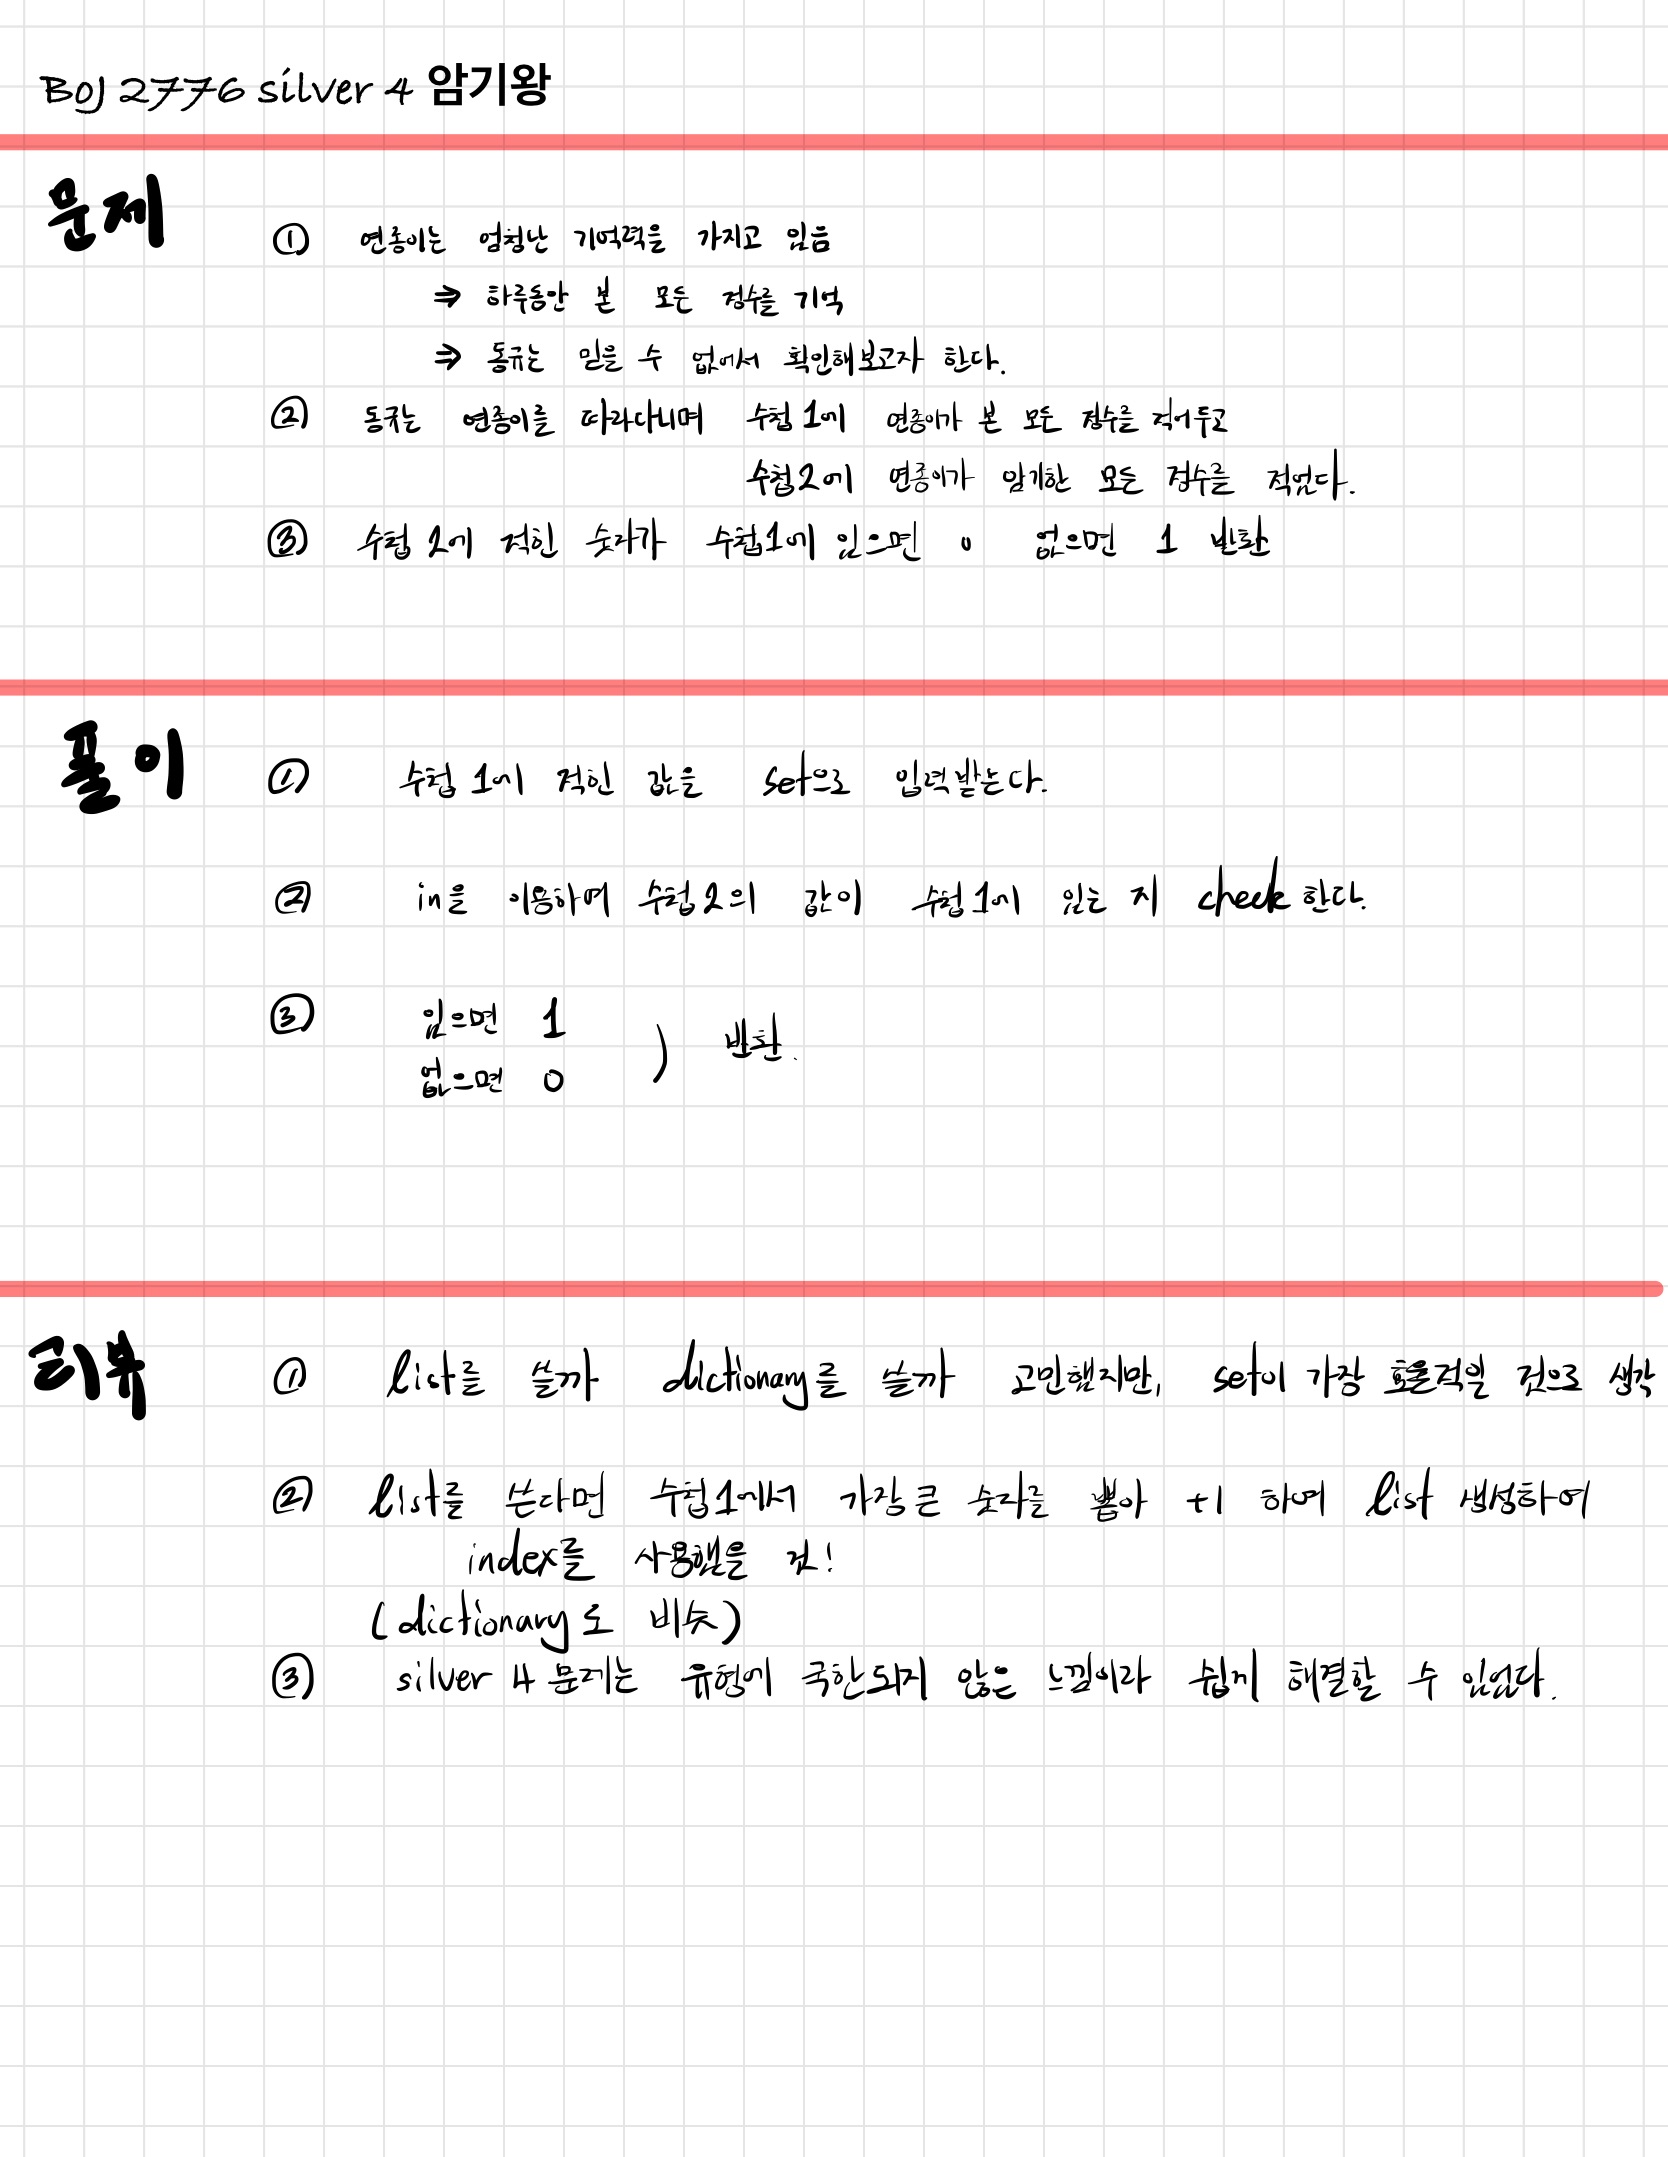 BOJ 2776 silver 4 암기왕
문제
① 연종이는 엄청난 기억력을 가지고 있음
⇒ 하루동안 본 모든 정수를 기억
⇒ 동규는 믿을 수 없어서 확인해보고자 한다.
② 동규는 연종이를 따라다니며 수첩1에 연종이가 본 모든 정수를 적어두고
수첩2에 연종이가 암기한 모든 정수를 적었다.
③ 수첩 2에 적힌 숫자가 수첩1에 있으면 0 없으면 1 반환
풀이
① 수첩 1에 적힌 값을 set으로 입력받는다.
② in을 이용하여 수첩2의 값이 수첩1에 있는 지 check 한다.
③ 있으면 1
없으면 0 ) 반환.
리뷰
① list를 쓸까 dictionary를 쓸까 고민했지만, set이 가장 효율적일 것으로 생각
② list를 쓴다면 수첩1에서 가장 큰 숫자를 뽑아 +1 하여 list 생성하여
index를 사용했을 것!
(dictionary도 비슷)
③ silver 4 문제는 유형에 국한되지 않은 느낌이라 쉽게 해결할 수 있었다.